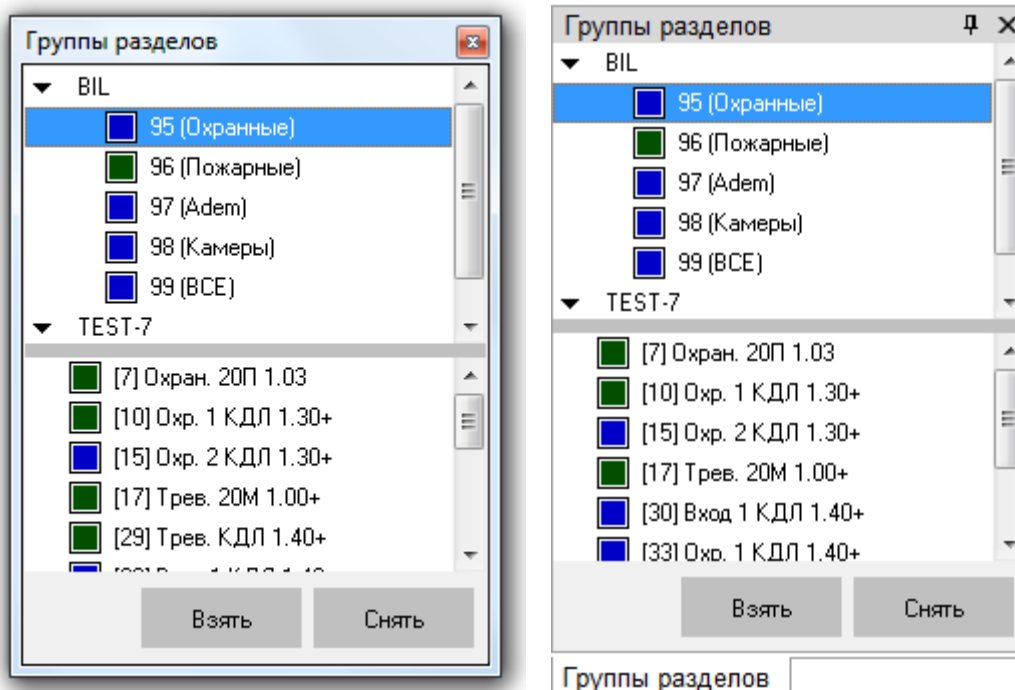 Группы разделов
BIL
95 (Охранные)
96 (Пожарные)
97 (Adem)
98 (Камеры)
99 (ВСЕ)
TEST-7
[7] Охран. 20П 1.03
[10] Охр. 1 КДЛ 1.30+
[15] Охр. 2 КДЛ 1.30+
[17] Трев. 20М 1.00+
[29] Трев. КДЛ 1.40+
Взять Снять
Группы разделов
BIL
95 (Охранные)
96 (Пожарные)
97 (Adem)
98 (Камеры)
99 (ВСЕ)
TEST-7
[7] Охран. 20П 1.03
[10] Охр. 1 КДЛ 1.30+
[15] Охр. 2 КДЛ 1.30+
[17] Трев. 20М 1.00+
[30] Вход 1 КДЛ 1.40+
[33] Охр. 1 КДЛ 1.40+
Взять Снять
Группы разделов